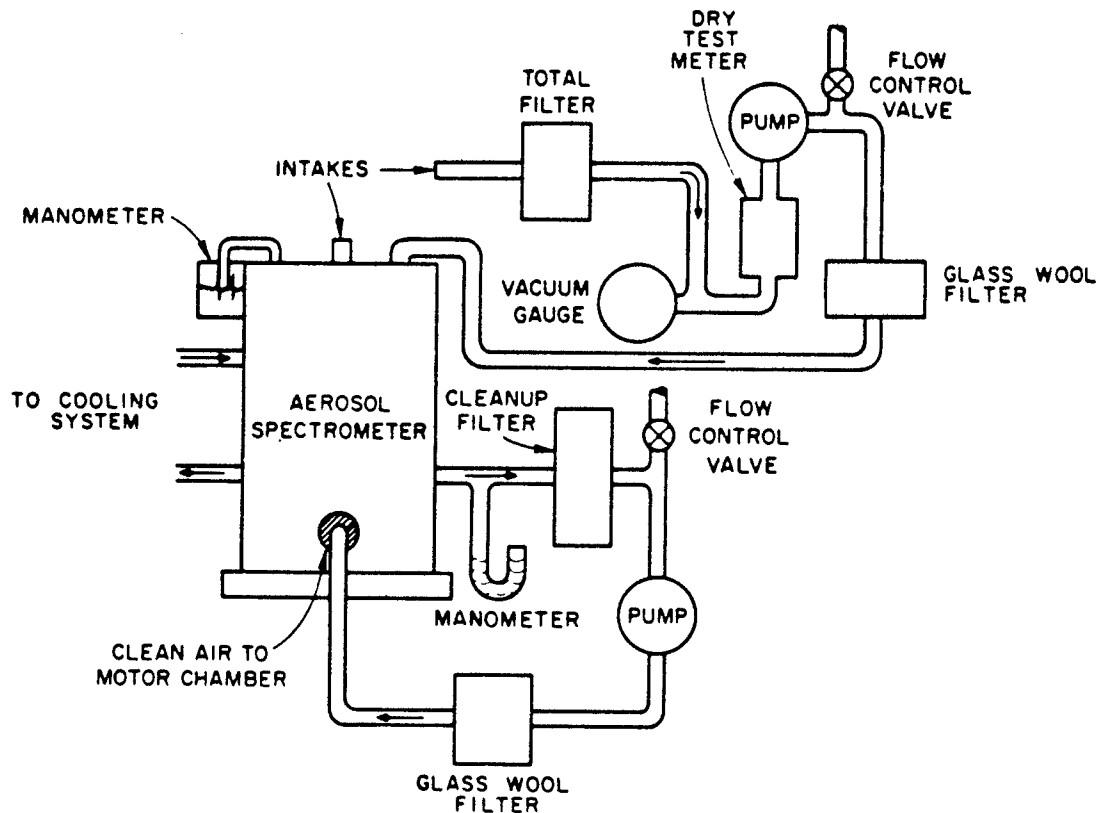 DRY
TEST
METER
FLOW
CONTROL
VALVE
TOTAL
FILTER
PUMP
INTAKES
MANOMETER
VACUUM
GAUGE
GLASS WOOL
FILTER
TO COOLING
SYSTEM
AEROSOL
SPECTROMETER
CLEANUP
FILTER
FLOW
CONTROL
VALVE
MANOMETER
PUMP
CLEAN AIR TO
MOTOR CHAMBER
GLASS WOOL
FILTER